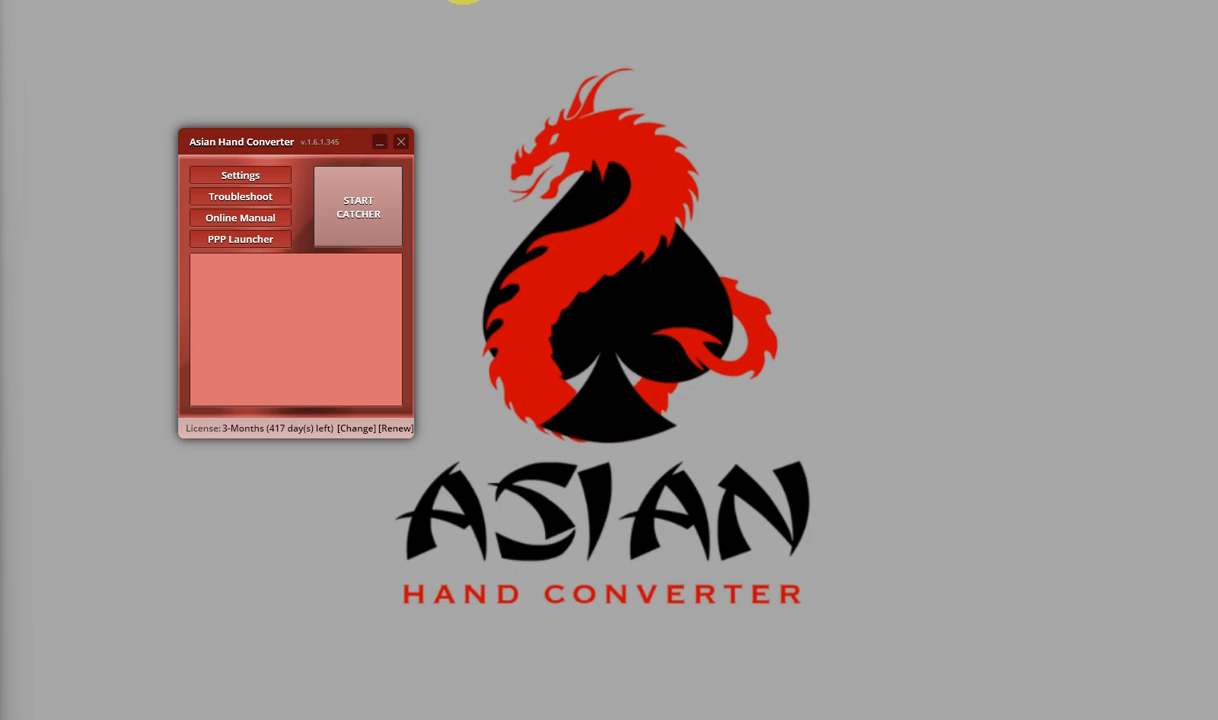 Asian Hand Converter v.1.6.1.345
Settings
Troubleshoot
Online Manual
PPP Launcher
START
CATCHER
License: 3-Months (417 day(s) left) [Change] [Renew]
ASIAN
HAND CONVERTER